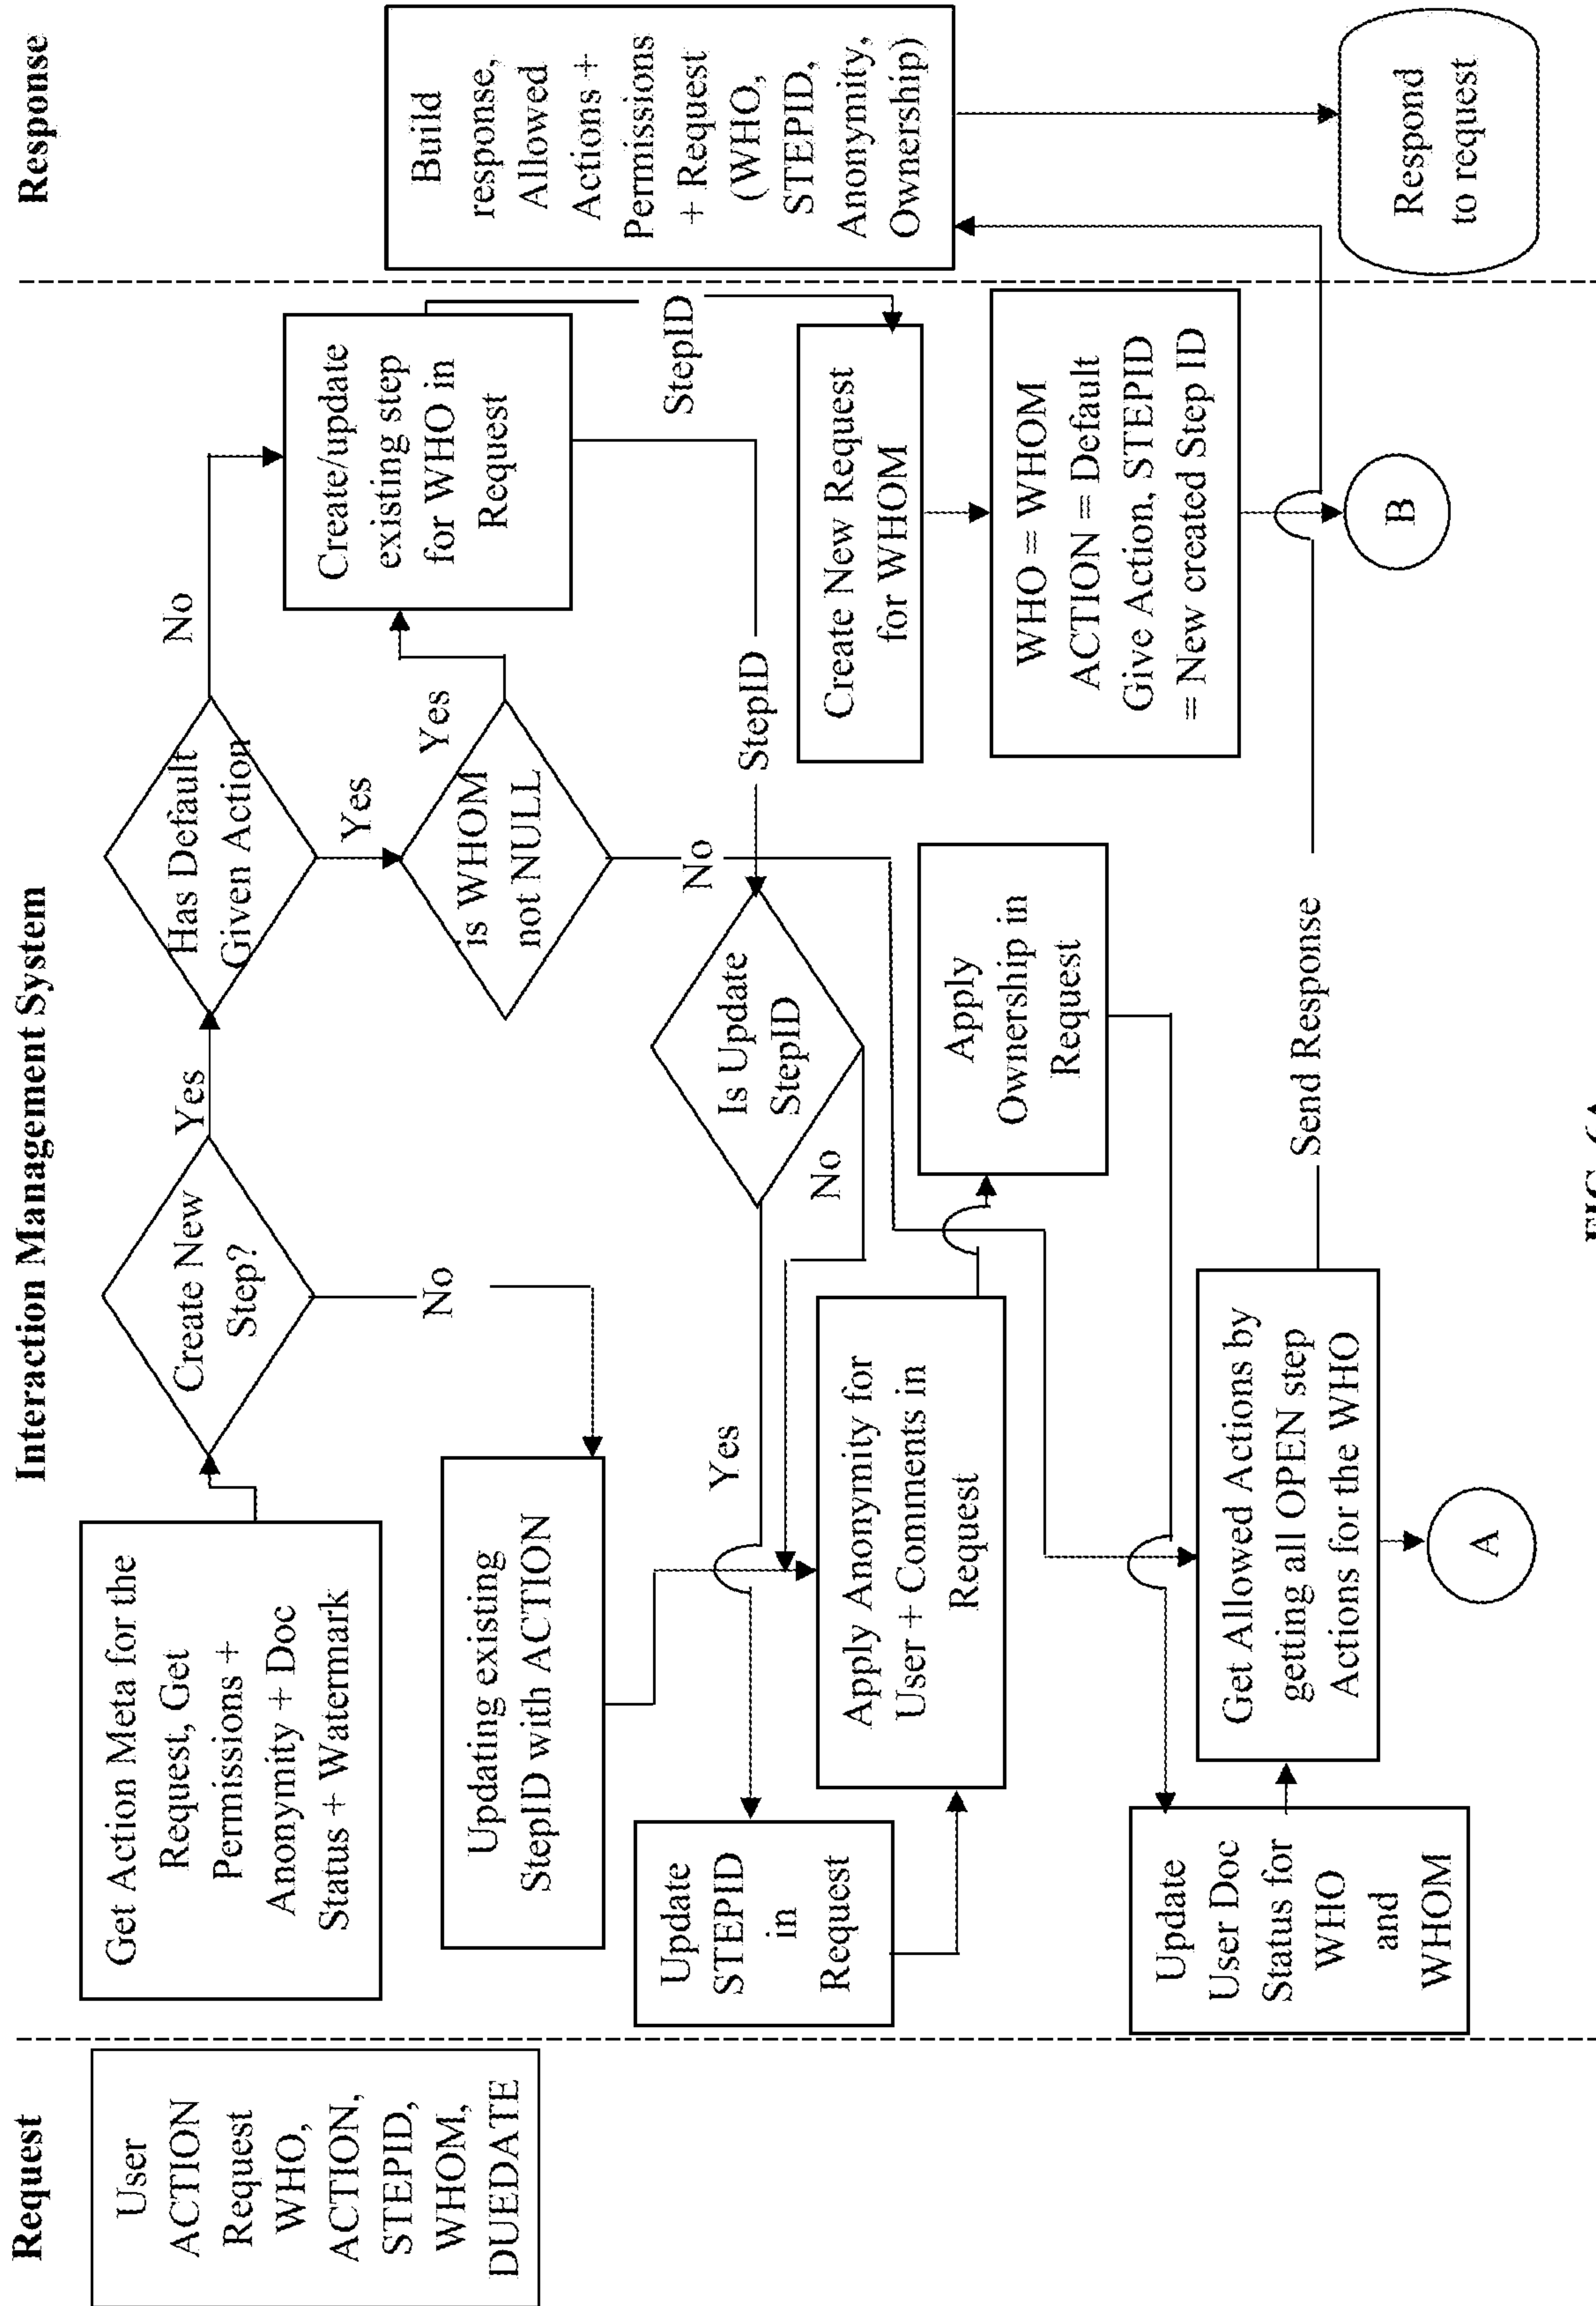 Request
Interaction Management System
Response
User
ACTION
Request
WHO,
ACTION,
STEPID,
WHOM,
DUEDATE
Get Action Meta for the
Request, Get
Permissions +
Anonymity + Doc
Status + Watermark
Create New
Step?
Yes
No
Has Default
Given Action
No
Yes
is WHOM
not NULL
Yes
No
Create/update
existing step
for WHO in
Request
StepID
StepID
Updating existing
StepID with ACTION
Is Update
StepID
Yes
No
Update
STEPID
in
Request
Apply Anonymity for
User + Comments in
Request
Apply
Ownership in
Request
Create New Request
for WHOM
WHO = WHOM
ACTION = Default
Give Action, STEPID
= New created Step ID
B
Update
User Doc
Status for
WHO
and
WHOM
Get Allowed Actions by
getting all OPEN step
Actions for the WHO
Send Response
A
Build
response,
Allowed
Actions +
Permissions
+ Request
(WHO,
STEPID,
Anonymity,
Ownership)
Respond
to request